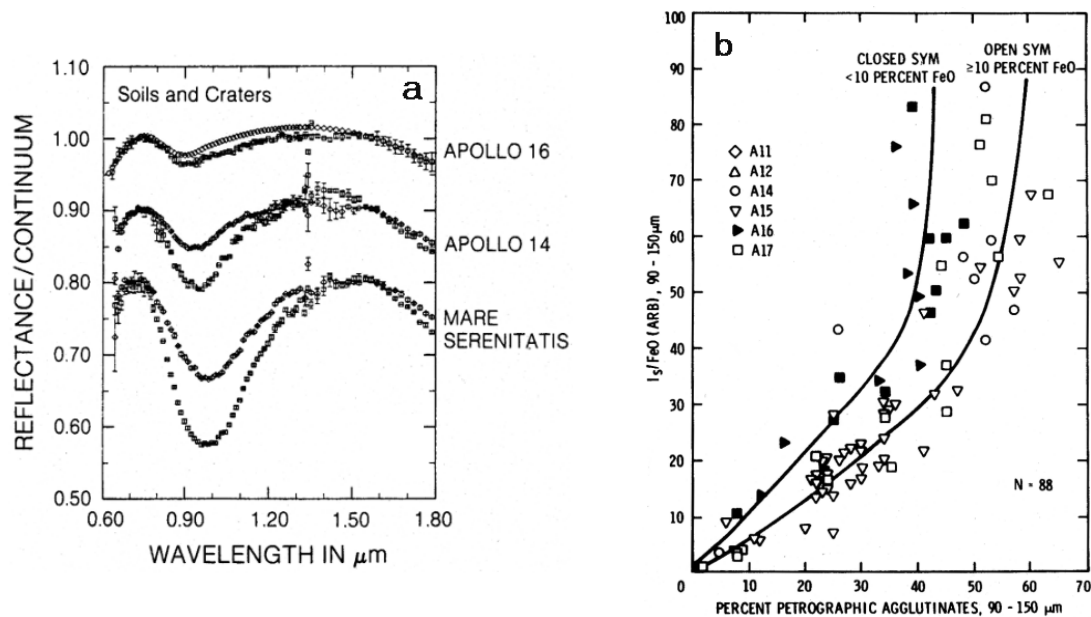 a
Soils and Craters
1.10
1.00
0.90
0.80
0.70
0.60
0.50
REFLECTANCE/CONTINUUM
APOLLO 16
APOLLO 14
MARE
SERENITATIS
0.60 0.90 1.20 1.50 1.80
WAVELENGTH IN μm
b
CLOSED SYM
<10 PERCENT FeO
OPEN SYM
≥10 PERCENT FeO
90
80
70
60
50
40
30
20
10
0
Is/FeO (ARB), 90 - 150μm
A11
A12
A14
A15
A16
A17
N = 88
10 20 30 40 50 60 70
PERCENT PETROGRAPHIC AGGLUTINATES, 90 - 150 μm